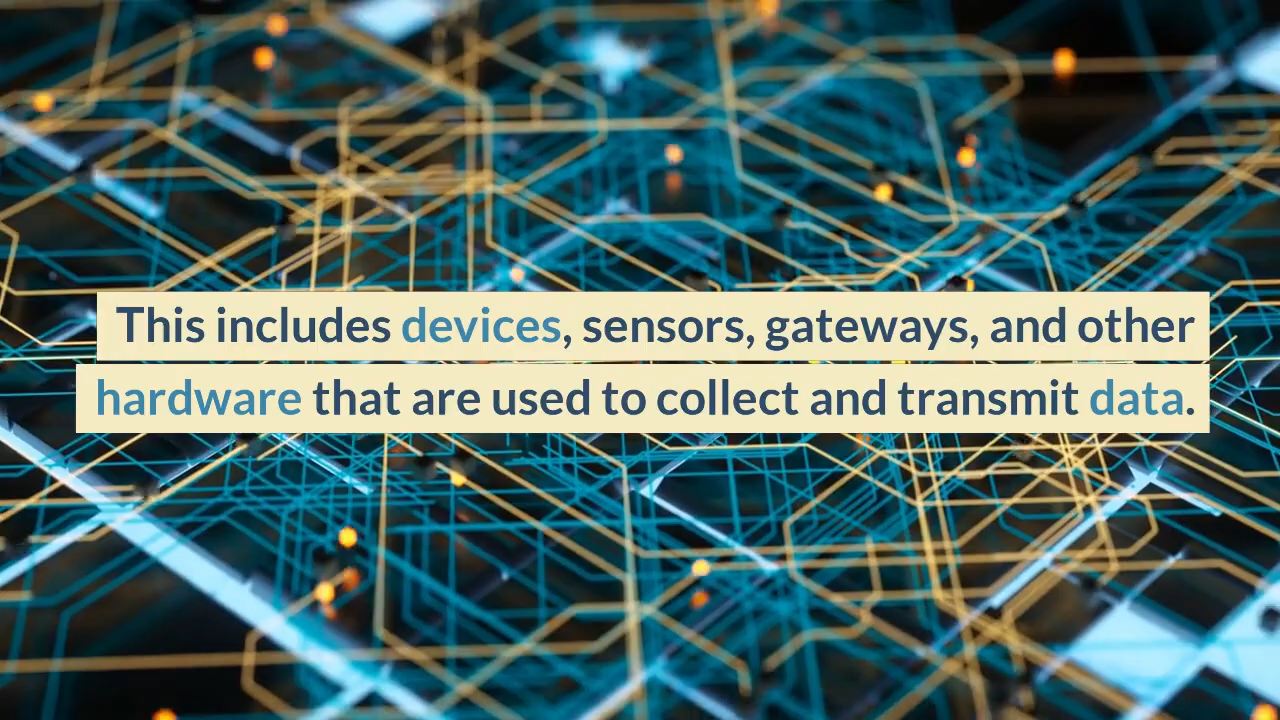 This includes devices, sensors, gateways, and other
hardware that are used to collect and transmit data.